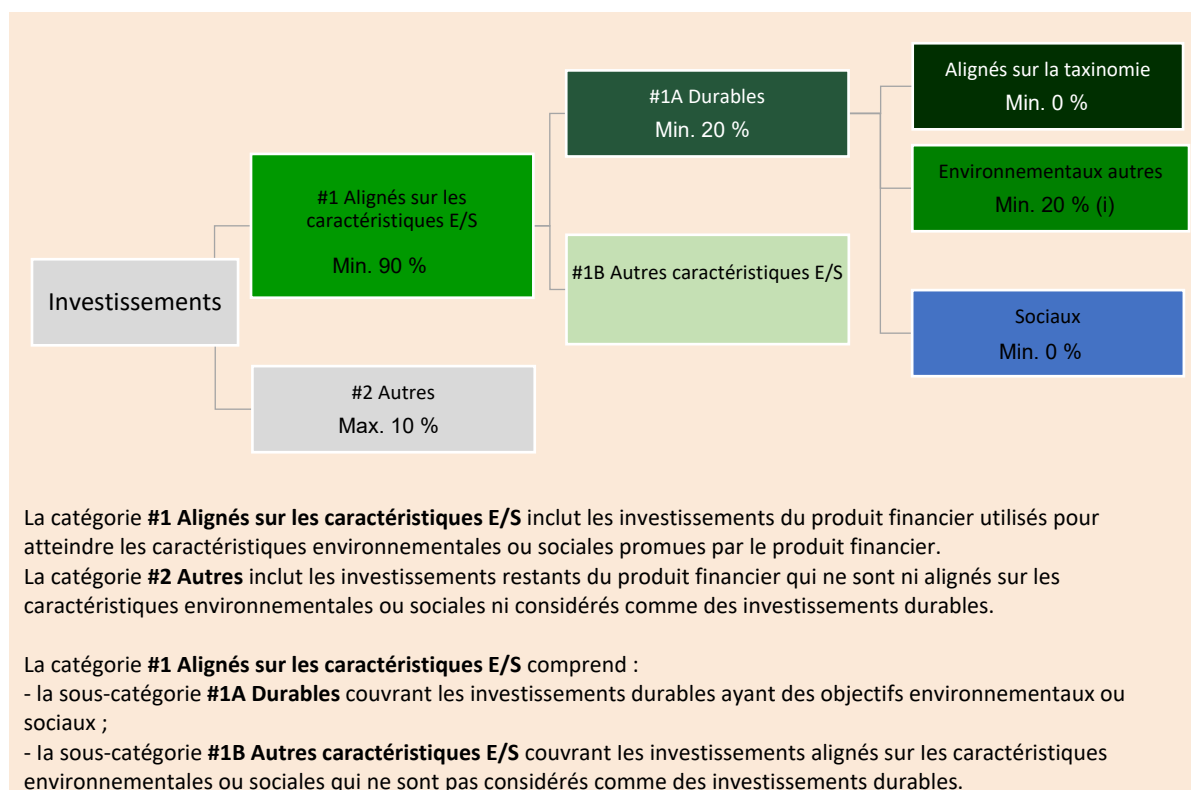 Investissements
#1 Alignés sur les
caractéristiques E/S
Min. 90 %
#2 Autres
Max. 10 %
#1A Durables
Min. 20 %
#1B Autres caractéristiques E/S
Alignés sur la taxinomie
Min. 0 %
Environnementaux autres
Min. 20 % (i)
Sociaux
Min. 0 %
La catégorie #1 Alignés sur les caractéristiques E/S inclut les investissements du produit financier utilisés pour
atteindre les caractéristiques environnementales ou sociales promues par le produit financier.
La catégorie #2 Autres inclut les investissements restants du produit financier qui ne sont ni alignés sur les
caractéristiques environnementales ou sociales ni considérés comme des investissements durables.
La catégorie #1 Alignés sur les caractéristiques E/S comprend :
- la sous-catégorie #1A Durables couvrant les investissements durables ayant des objectifs environnementaux ou
sociaux ;
- la sous-catégorie #1B Autres caractéristiques E/S couvrant les investissements alignés sur les caractéristiques
environnementales ou sociales qui ne sont pas considérés comme des investissements durables.